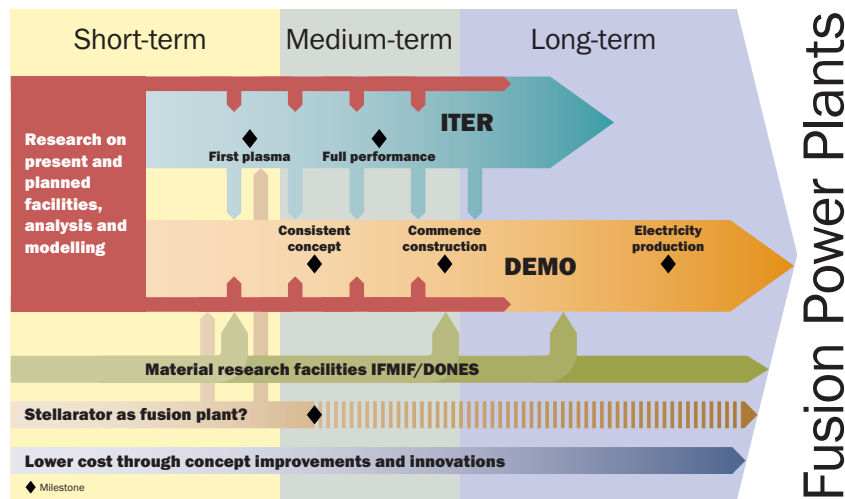 Short-term
Medium-term
Long-term
Research on
present and
planned
facilities,
analysis and
modelling
ITER
First plasma
Full performance
Consistent
concept
Commence
construction
Electricity
production
DEMO
Material research facilities IFMIF/DONES
Stellarator as fusion plant?
Lower cost through concept improvements and innovations
Milestone
Fusion Power Plants